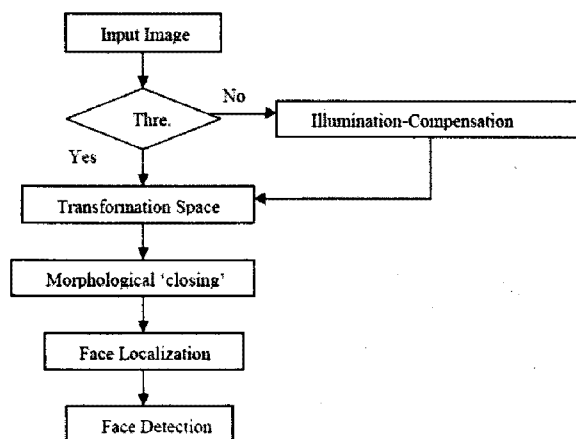 Input Image
No
Thre.
Illumination-Compensation
Yes
Transformation Space
Morphological ‘closing’
Face Localization
Face Detection